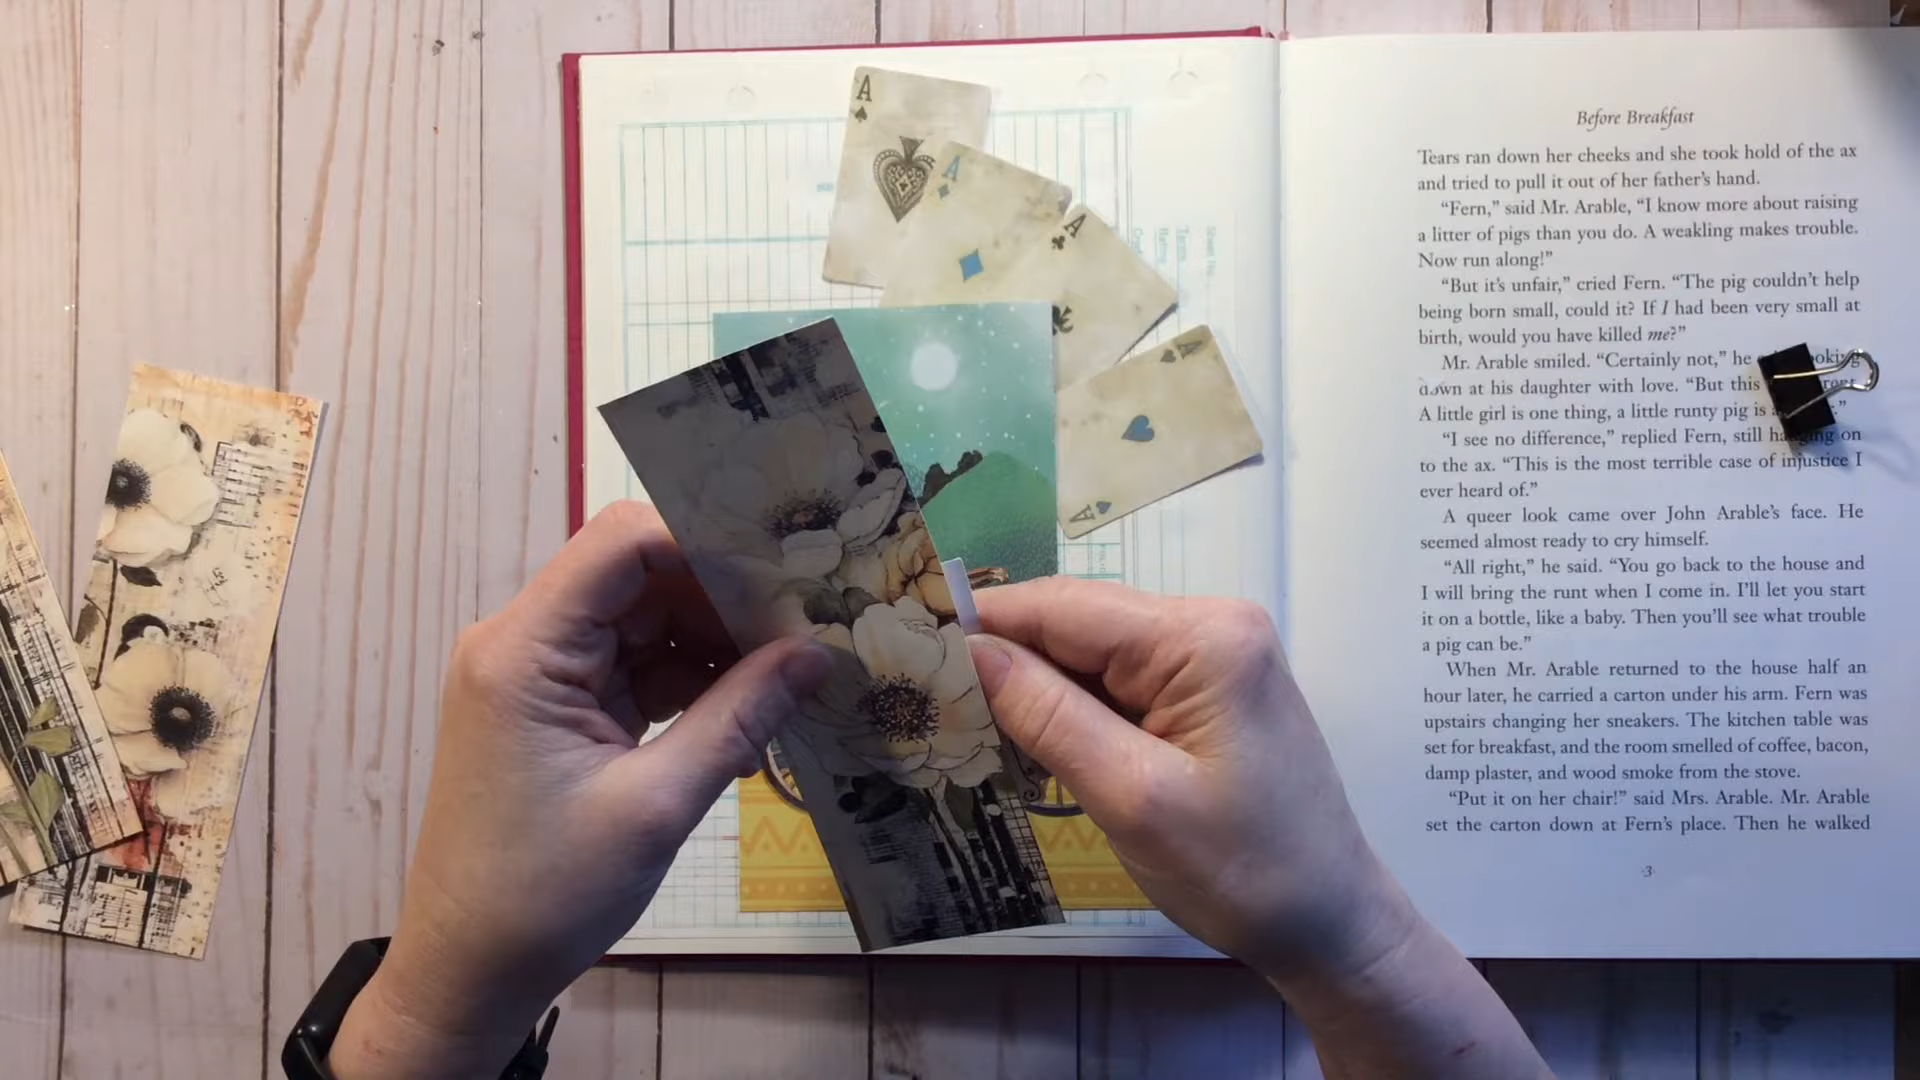 A
A
A
A
A
Before Breakfast
Tears ran down her cheeks and she took hold of the ax
and tried to pull it out of her father's hand.
“Fern,” said Mr. Arable, “I know more about raising
a litter of pigs than you do. A weakling makes trouble.
Now run along!”
“But it's unfair,” cried Fern. “The pig couldn't help
being born small, could it? If I had been very small at
birth, would you have killed me?”
Mr. Arable smiled. “Certainly not,” he
down at his daughter with love. “But this
A little girl is one thing, a little runty pig is
“I see no difference,” replied Fern, still hanging on
to the ax. “This is the most terrible case of injustice I
ever heard of.”
A queer look came over John Arable's face. He
seemed almost ready to cry himself.
“All right,” he said. “You go back to the house and
I will bring the runt when I come in. I'll let you start
it on a bottle, like a baby. Then you'll see what trouble
a pig can be.”
When Mr. Arable returned to the house half an
hour later, he carried a carton under his arm. Fern was
upstairs changing her sneakers. The kitchen table was
set for breakfast, and the room smelled of coffee, bacon,
damp plaster, and wood smoke from the stove.
“Put it on her chair!” said Mrs. Arable. Mr. Arable
set the carton down at Fern's place. Then he walked
·3·